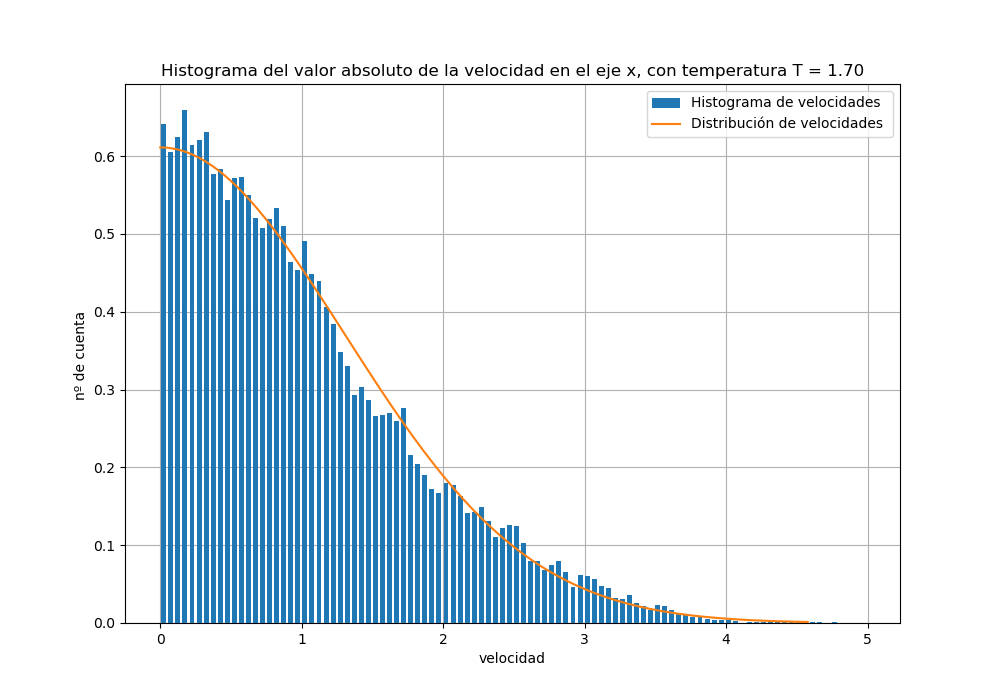 Histograma del valor absoluto de la velocidad en el eje x, con temperatura T = 1.70
Histograma de velocidades
Distribución de velocidades
nº de cuenta
0.6
0.5
0.4
0.3
0.2
0.1
0.0
0 1 2 3 4 5
velocidad